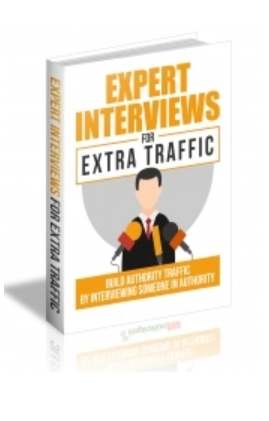 EXPERT
INTERVIEWS
FOR
EXTRA TRAFFIC
BUILD AUTHORITY TRAFFIC
BY INTERVIEWING SOMEONE IN AUTHORITY
EXPERT INTERVIEWS FOR EXTRA TRAFFIC